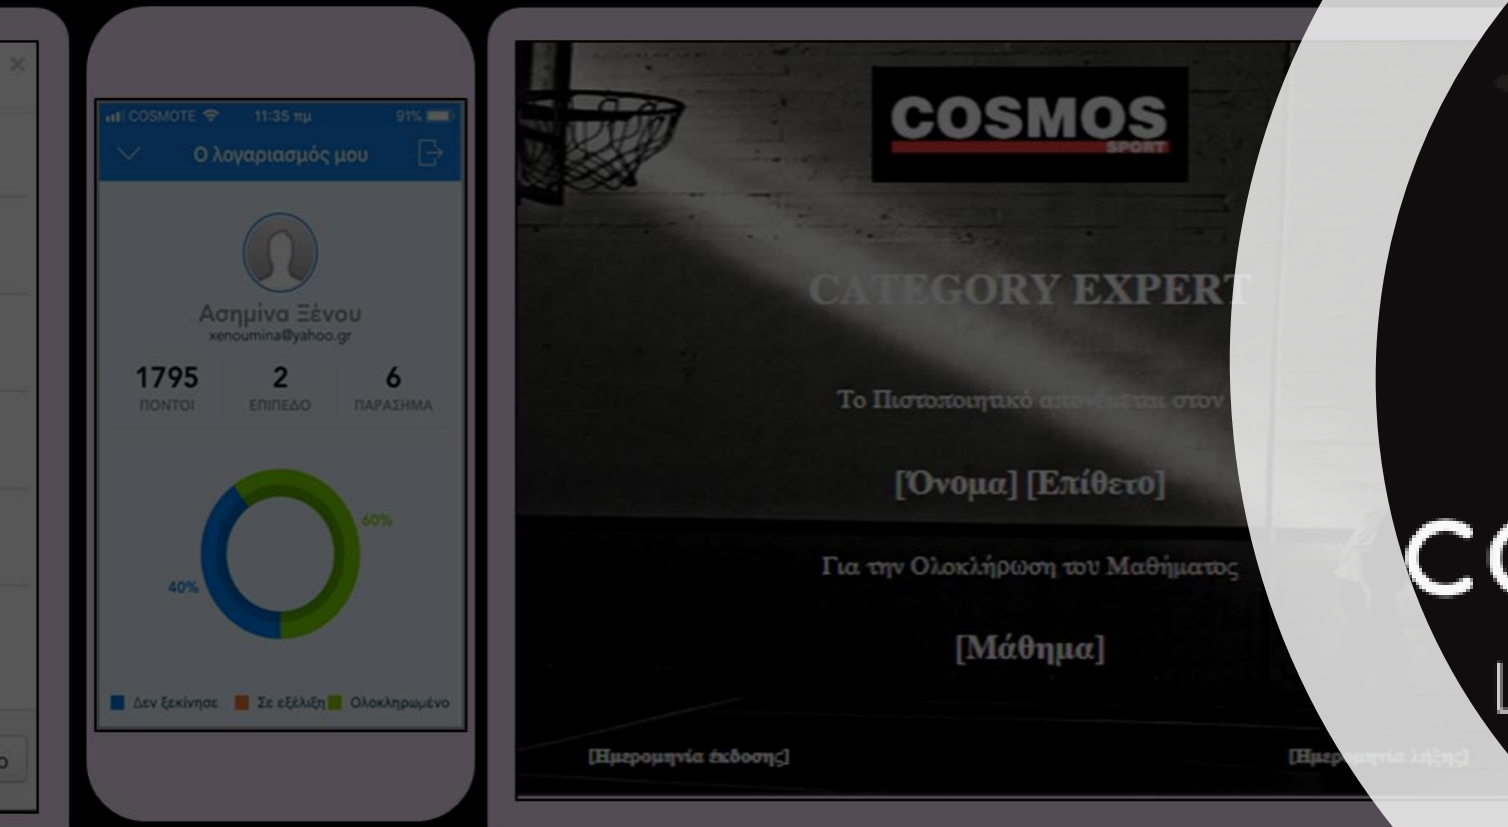 COSMOTE 11:35 πμ 91%
Ο λογαριασμός μου
Ασημίνα Ξένου
xenoumina@yahoo.gr
1795 2 6
ΠΟΝΤΟΙ ΕΠΙΠΕΔΟ ΠΑΡΑΣΗΜΑ
60%
40%
Δεν ξεκίνησε Σε εξέλιξη Ολοκληρωμένο
COSMOS
SPORT
CATEGORY EXPERT
Το Πιστοποιητικό απονέμεται στον
[Όνομα] [Επίθετο]
Για την Ολοκλήρωση του Μαθήματος
[Μάθημα]
[Ημερομηνία έκδοσης] [Ημερομηνία λήξης]